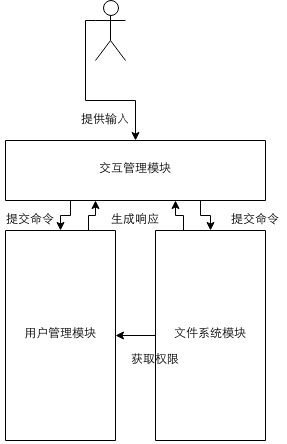 提供输入
交互管理模块
提交命令
生成响应
提交命令
用户管理模块
文件系统模块
获取权限